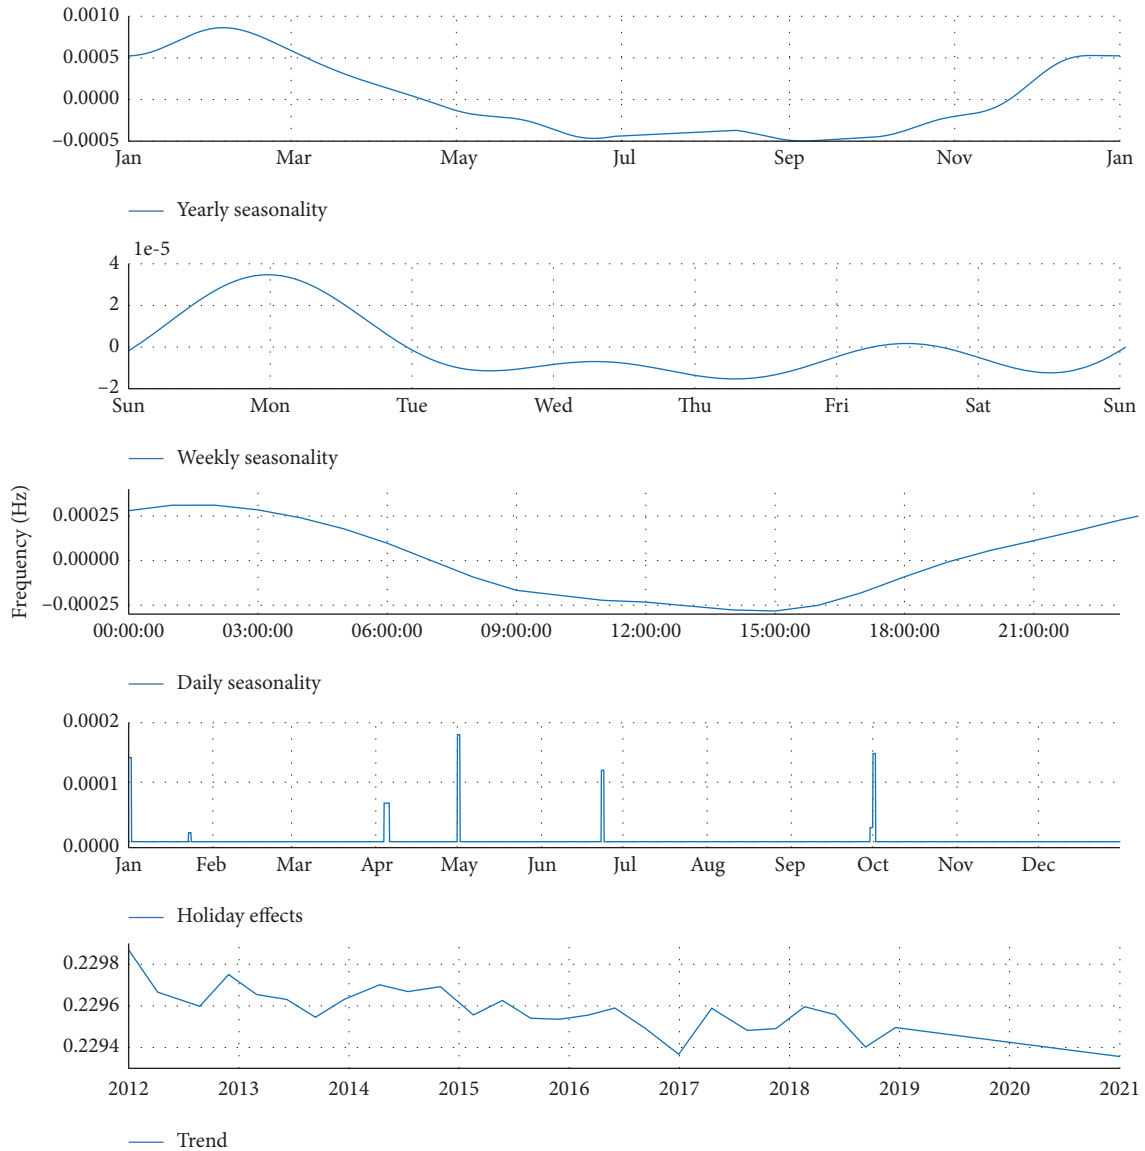 0.0010
0.0005
0.0000
–0.0005
Jan Mar May Jul Sep Nov Jan
Yearly seasonality
1e-5
4
2
0
–2
Sun Mon Tue Wed Thu Fri Sat Sun
Weekly seasonality
Frequency (Hz)
0.00025
0.00000
–0.00025
00:00:00 03:00:00 06:00:00 09:00:00 12:00:00 15:00:00 18:00:00 21:00:00
Daily seasonality
0.0002
0.0001
0.0000
Jan Feb Mar Apr May Jun Jul Aug Sep Oct Nov Dec
Holiday effects
0.2298
0.2296
0.2294
2012 2013 2014 2015 2016 2017 2018 2019 2020 2021
Trend